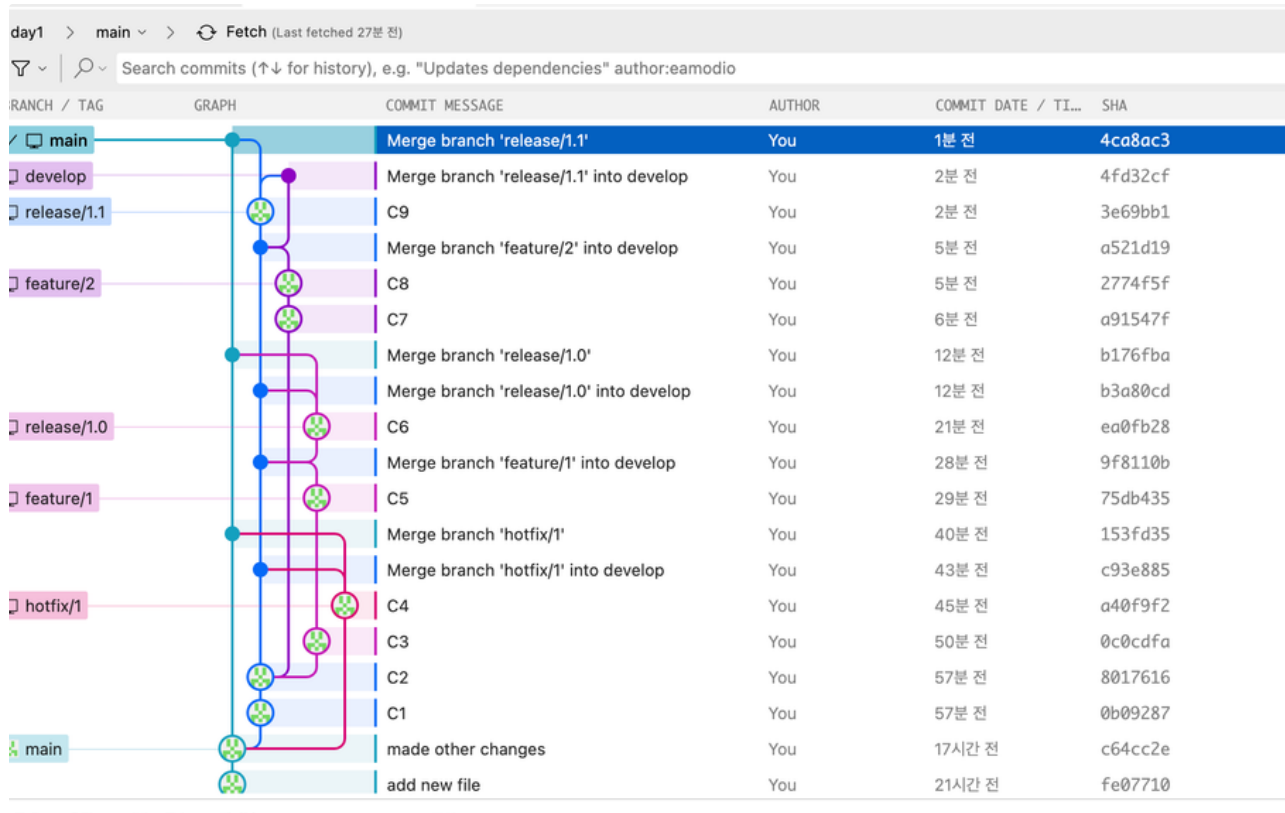 day1 > main > Fetch (Last fetched 27분 전)
Search commits (↑↓ for history), e.g. "Updates dependencies" author:eamodio
RANCH / TAG GRAPH COMMIT MESSAGE AUTHOR COMMIT DATE / TI... SHA
main Merge branch 'release/1.1' You 1분 전 4ca8ac3
develop Merge branch 'release/1.1' into develop You 2분 전 4fd32cf
release/1.1 C9 You 2분 전 3e69bb1
Merge branch 'feature/2' into develop You 5분 전 a521d19
feature/2 C8 You 5분 전 2774f5f
C7 You 6분 전 a91547f
Merge branch 'release/1.0' You 12분 전 b176fba
Merge branch 'release/1.0' into develop You 12분 전 b3a80cd
release/1.0 C6 You 21분 전 ea0fb28
Merge branch 'feature/1' into develop You 28분 전 9f8110b
feature/1 C5 You 29분 전 75db435
Merge branch 'hotfix/1' You 40분 전 153fd35
Merge branch 'hotfix/1' into develop You 43분 전 c93e885
hotfix/1 C4 You 45분 전 a40f9f2
C3 You 50분 전 0c0cdfa
C2 You 57분 전 8017616
C1 You 57분 전 0b09287
main made other changes You 17시간 전 c64cc2e
add new file You 21시간 전 fe07710